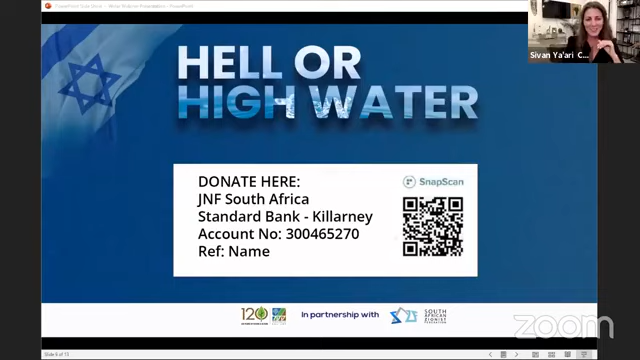 Sivan Ya'ari C...
HELL OR
HIGH WATER
DONATE HERE:
JNF South Africa
Standard Bank - Killarney
Account No: 300465270
Ref: Name
SnapScan
120
In partnership with
SOUTH
AFRICAN
ZIONIST
FEDERATION
zoom